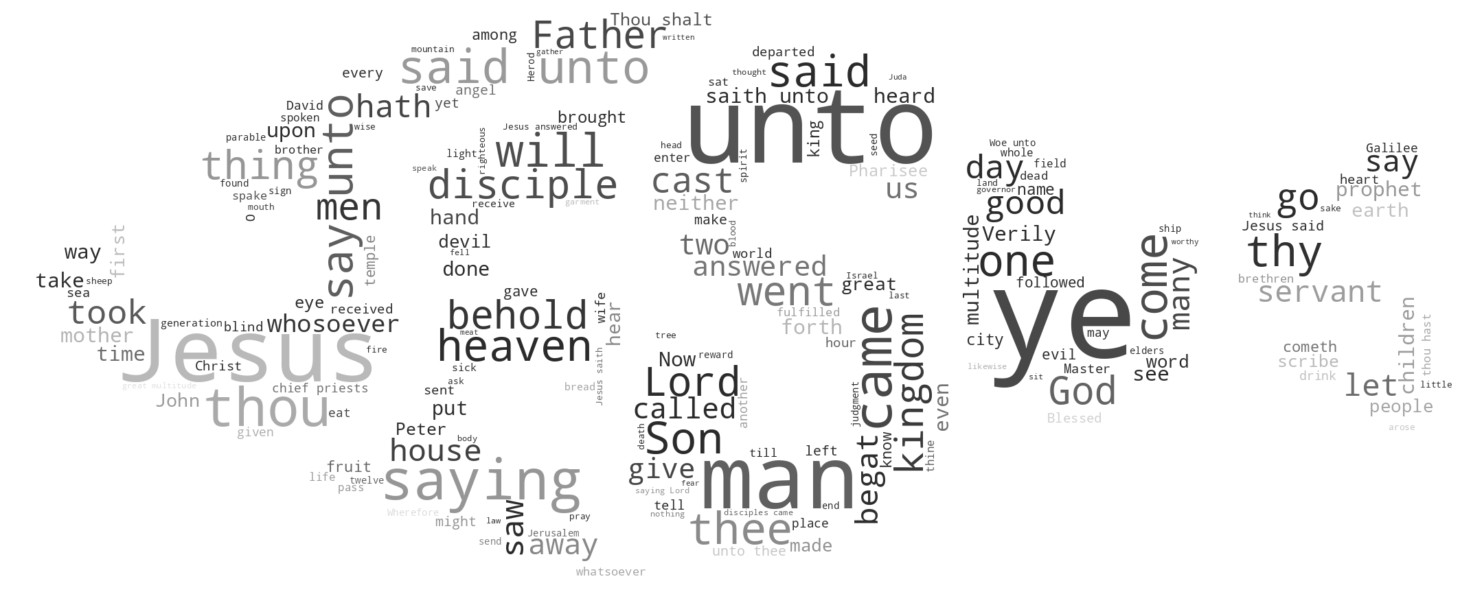 Thou shalt
among
Father
written
mountain
said
Herod
gather
unto
departed
every
save
angel
thought
said
Juda
sat
David
hath
yet
saith unto
heard
spoken
upon
wise
brought
unto
king
seed
parable
brother
unto
Jesus answered
head
Woe unto
Galilee
thing
light
righteous
will
enter
spirit
whole
day
field
say
found
sign
speak
disciple
cast
Pharisee
dead
heart
spake
men
receive
garment
neither
us
land
name
prophet
mouth
O
hand
make
governor
good
go
sake
earth
think
way
first
say
temple
devil
two
blood
Verily
ship
Jesus said
fell
world
multitude
one
come
worthy
thy
take
sheep
done
answered
Israel
followed
many
brethren
sea
eye
received
gave
wife
went
great
last
ye
servant
took
generation
blind
whosoever
behold
hear
fulfilled
may
children
mother
Jesus
meat
forth
came
kingdom
city
thou hast
time
fire
heaven
hour
elders
cometh
Christ
sick
tree
Now
reward
likewise
evil
word
scribe
great multitude
chief priests
ask
bread
Jesus saith
Lord
Master
see
drink
let
little
John
thou
eat
sent
another
sit
God
people
given
put
called
judgment
even
Blessed
arose
Peter
body
death
Son
begat
know
thine
house
till
left
fruit
saying
give
man
life
twelve
fear
pass
saying Lord
Wherefore
saw
tell
end
might
law
pray
nothing
disciples came
place
send
Jerusalem
thee
away
unto thee
made
whatsoever